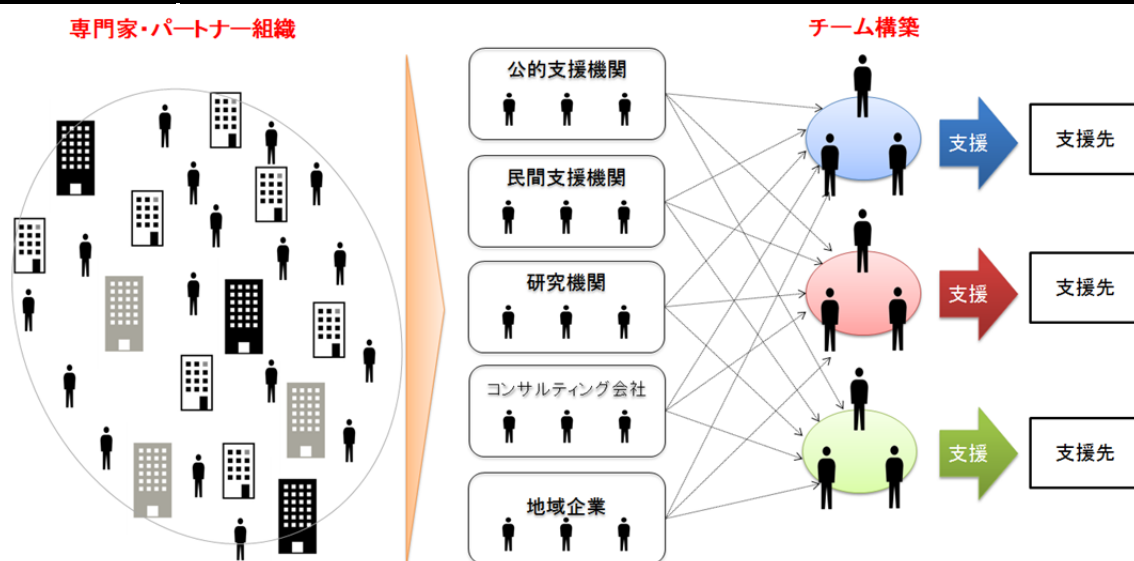 専門家・パートナー組織
チーム構築
公的支援機関
民間支援機関
研究機関
コンサルティング会社
地域企業
支援
支援先
支援
支援先
支援
支援先